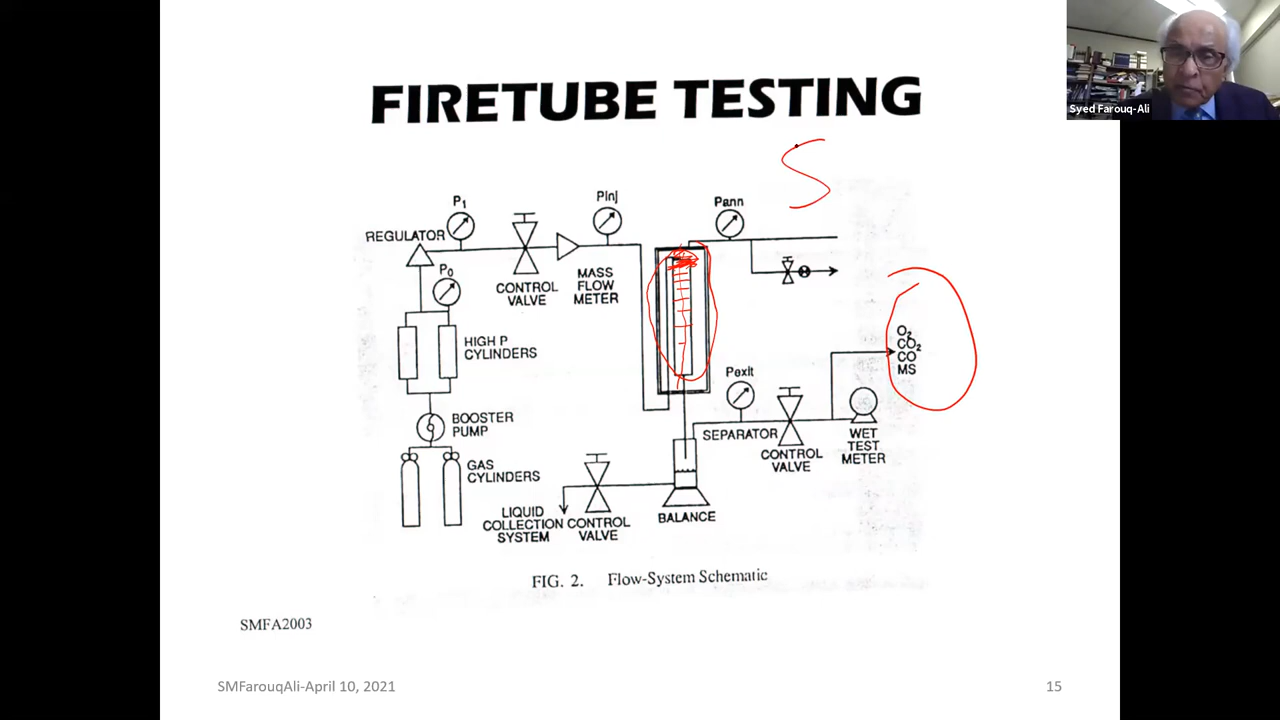 Syed Farouq-Ali
FIRETUBE TESTING
S
P1
Pinj
Pann
REGULATOR
Po
CONTROL
VALVE
MASS
FLOW
METER
HIGH P
CYLINDERS
O2
CO2
CO
MS
Pexit
BOOSTER
PUMP
SEPARATOR
CONTROL
VALVE
WET
TEST
METER
GAS
CYLINDERS
LIQUID
COLLECTION
SYSTEM
CONTROL
VALVE
BALANCE
FIG. 2. Flow-System Schematic
SMFA2003
SMFarouqAli-April 10, 2021
15